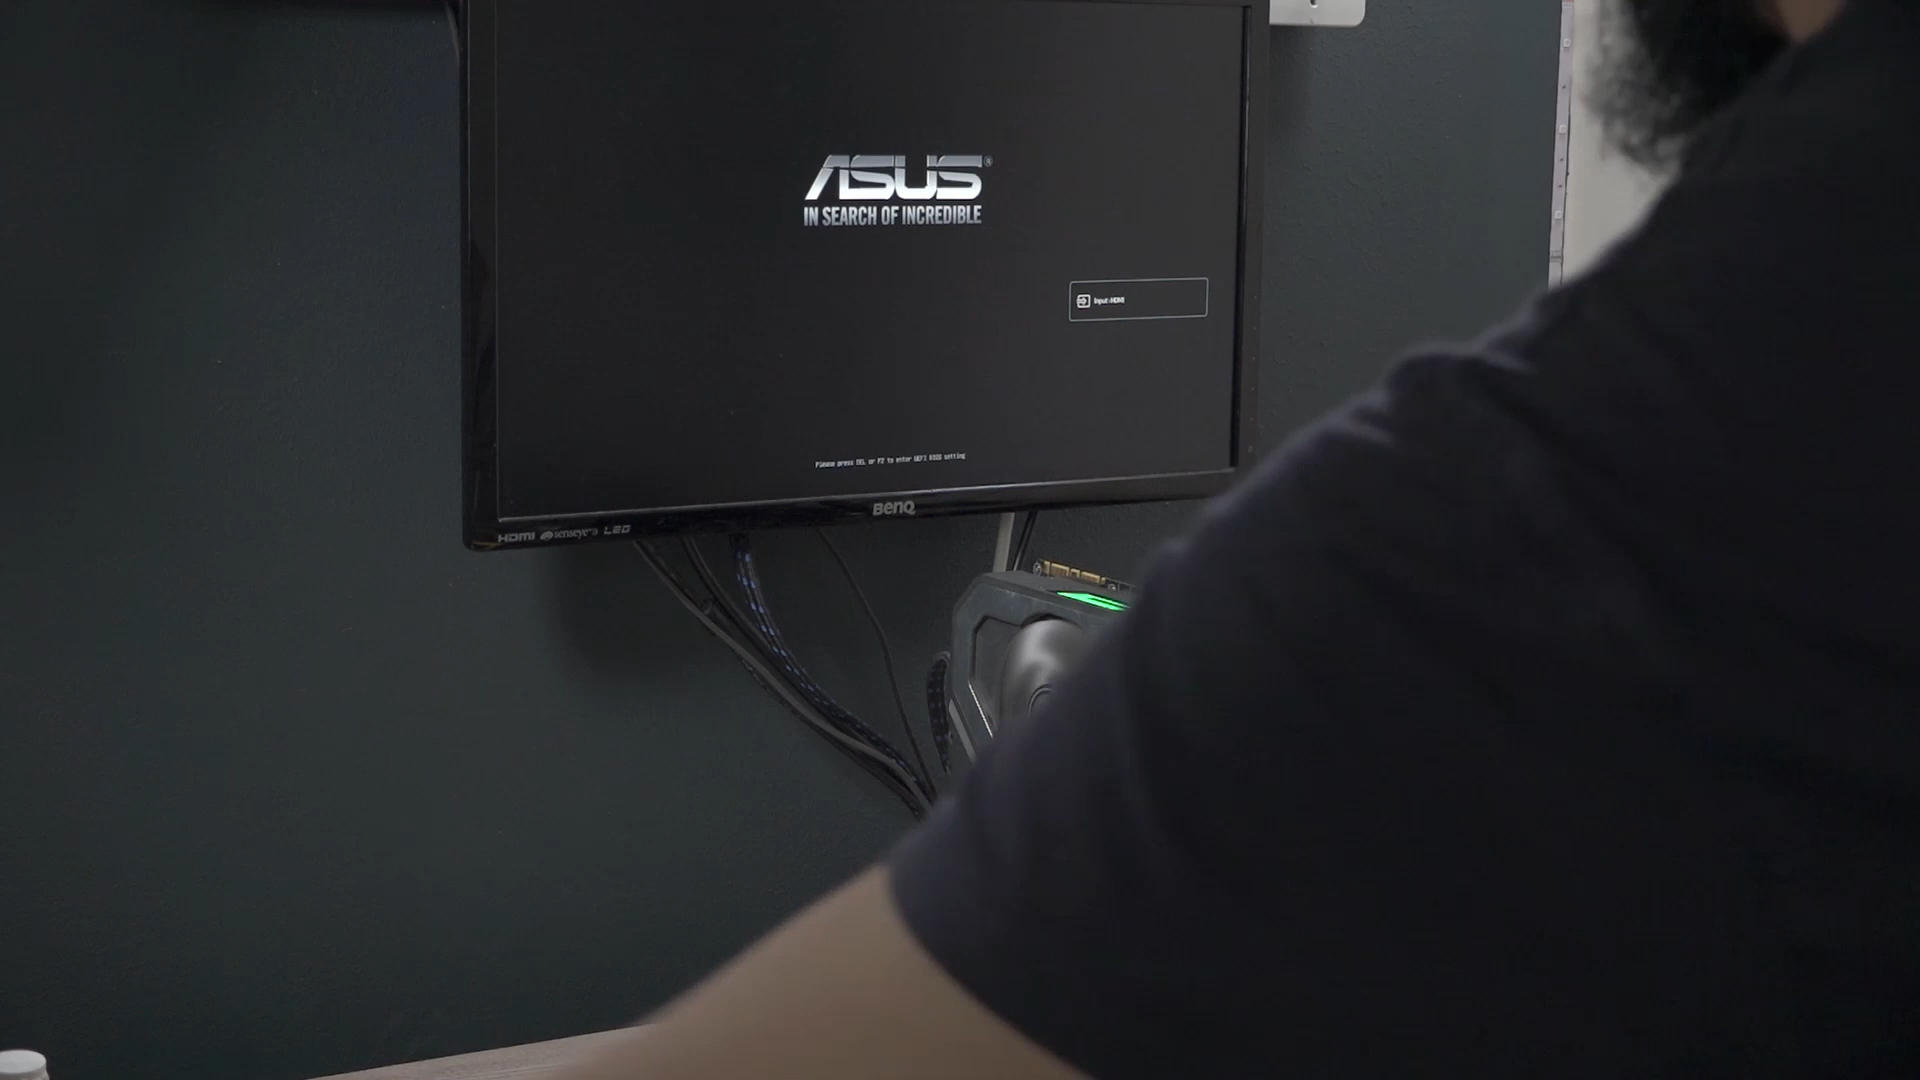 ASUS®
IN SEARCH OF INCREDIBLE
Input: HDMI
Please press DEL or F2 to enter UEFI BIOS setting
BenQ
HDMI senseye 3 LED